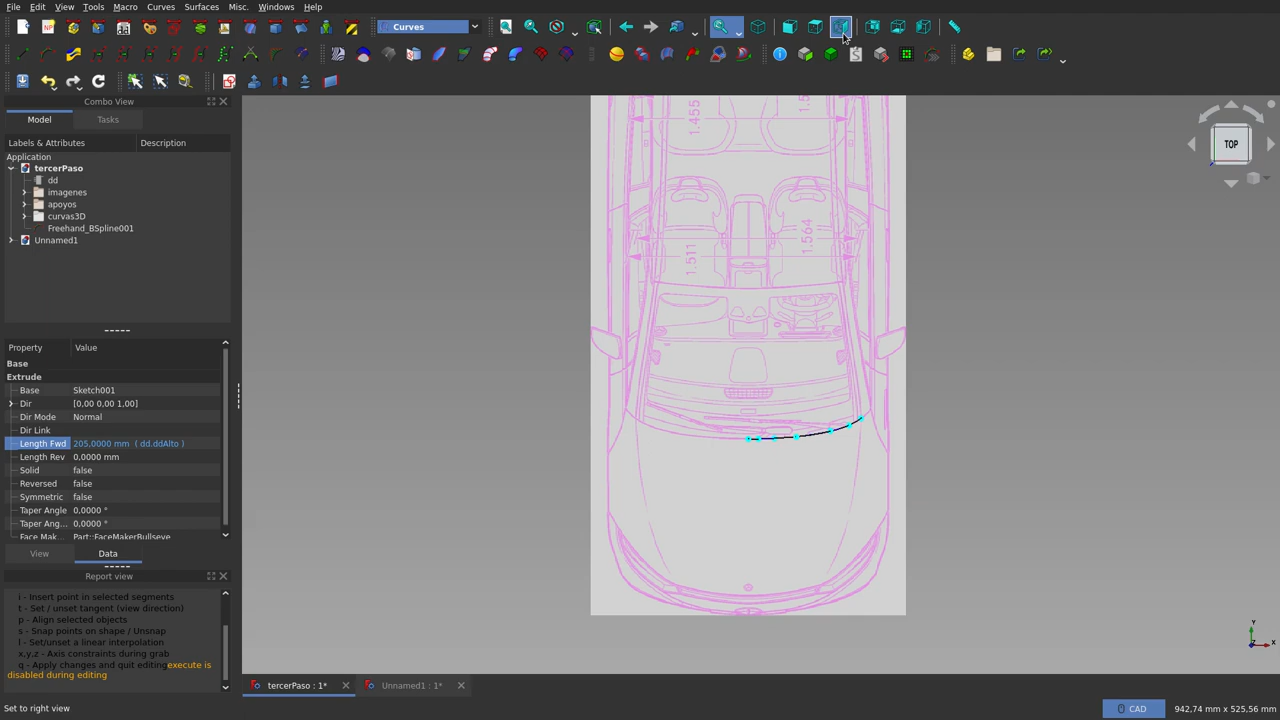 File Edit View Tools Macro Curves Surfaces Misc. Windows Help
Curves
Combo View
Model Tasks
Labels & Attributes Description
Application
tercerPaso
dd
imagenes
apoyos
curvas3D
Freehand_BSpline001
Unnamed1
Property Value
Base
Extrude
Base Sketch001
Dir [0,00 0,00 1,00]
Dir Mode Normal
Dir Link
Length Fwd 205,0000 mm ( dd.ddAlto )
Length Rev 0,0000 mm
Solid false
Reversed false
Symmetric false
Taper Angle 0,0000 °
Taper Ang... 0,0000 °
Face Mak... Part::FaceMakerBullseye
View Data
Report view
i - Insert point in selected segments
t - Set / unset tangent (view direction)
p - Align selected objects
s - Snap points on shape / Unsnap
l - Set/unset a linear interpolation
x,y,z - Axis constraints during grab
q - Apply changes and quit editingexecute is
disabled during editing
1.455
1.564
1.511
TOP
Y
X
tercerPaso : 1* Unnamed1 : 1*
Set to right view CAD 942,74 mm x 525,56 mm